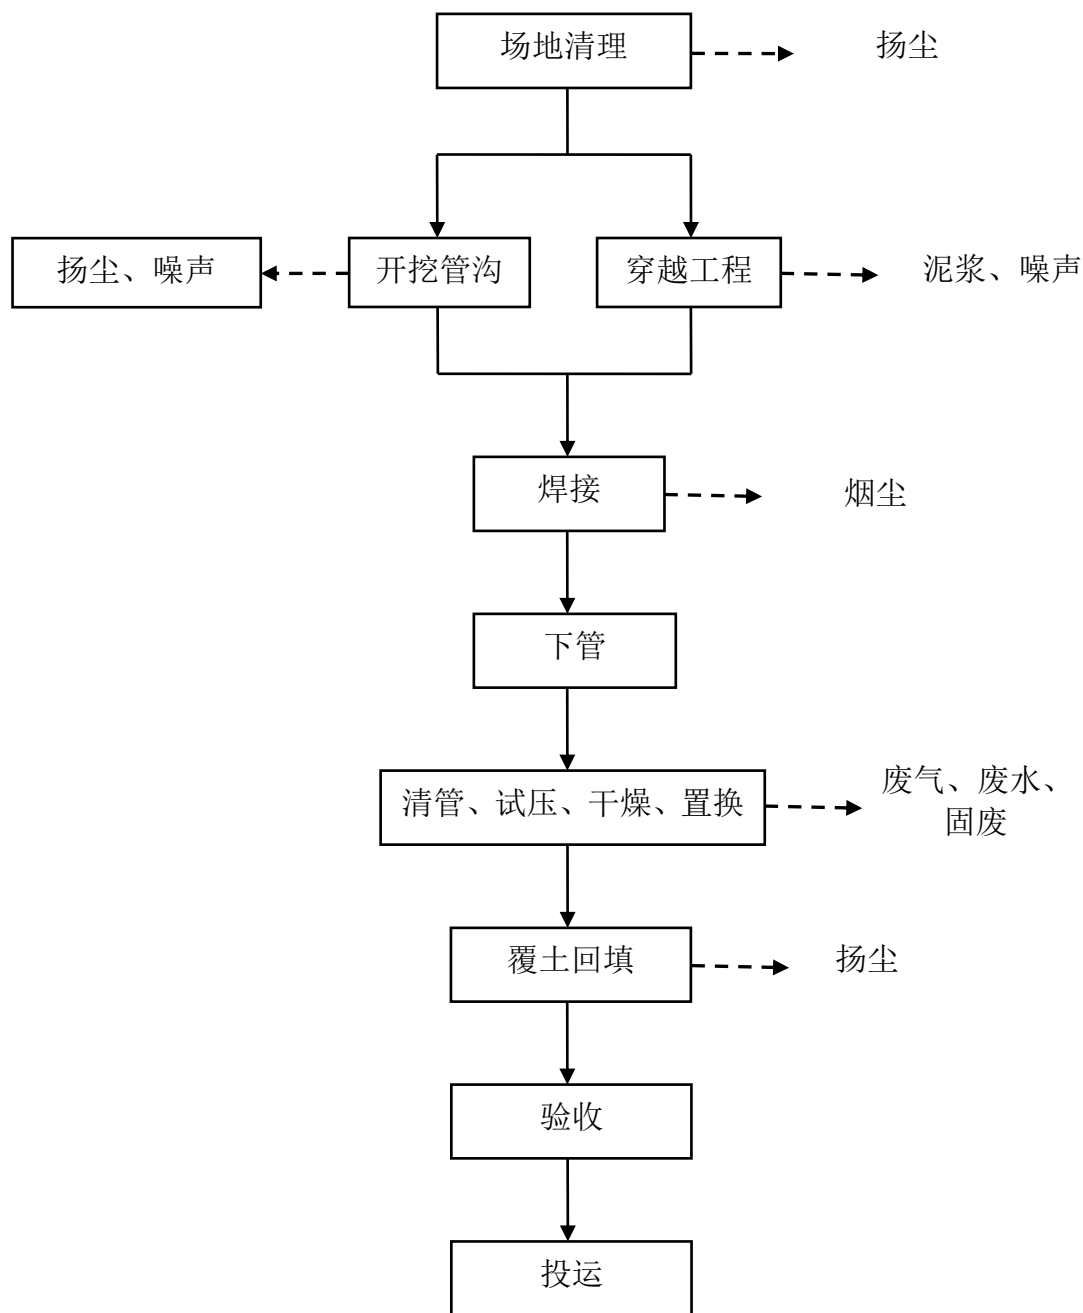 场地清理
扬尘
扬尘、噪声
开挖管沟
穿越工程
泥浆、噪声
焊接
烟尘
下管
清管、试压、干燥、置换
废气、废水、
固废
覆土回填
扬尘
验收
投运